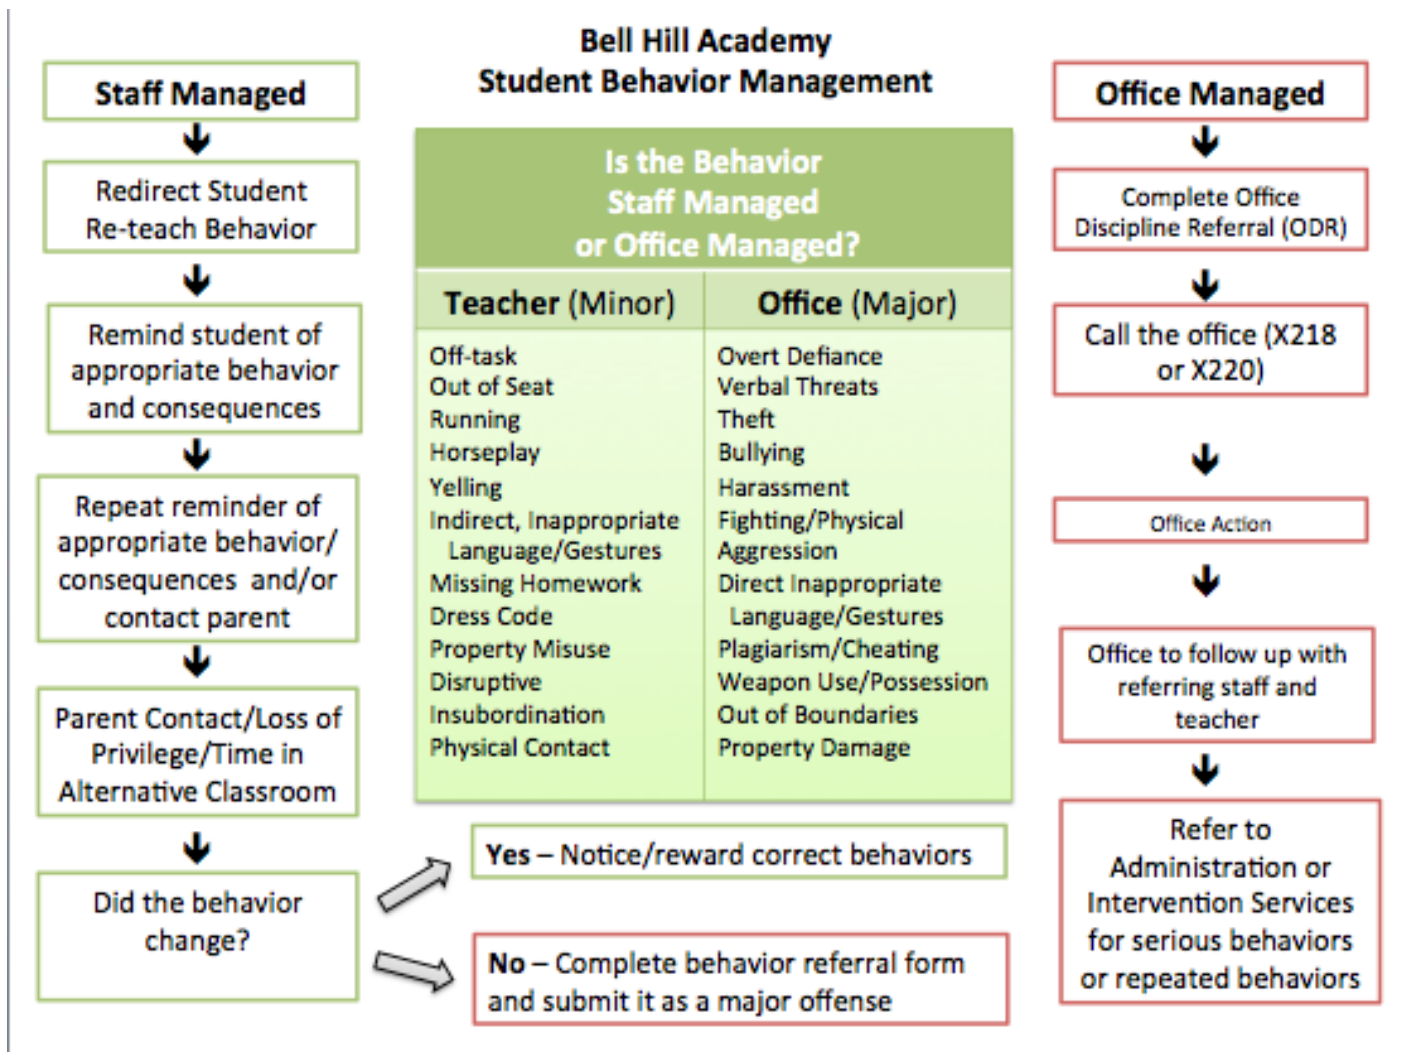 Bell Hill Academy
Student Behavior Management
Staff Managed
Redirect Student
Re-teach Behavior
Remind student of
appropriate behavior
and consequences
Repeat reminder of
appropriate behavior/
consequences and/or
contact parent
Parent Contact/Loss of
Privilege/Time in
Alternative Classroom
Did the behavior
change?
Is the Behavior
Staff Managed
or Office Managed?
Teacher (Minor)
Off-task
Out of Seat
Running
Horseplay
Yelling
Indirect, Inappropriate
Language/Gestures
Missing Homework
Dress Code
Property Misuse
Disruptive
Insubordination
Physical Contact
Office (Major)
Overt Defiance
Verbal Threats
Theft
Bullying
Harassment
Fighting/Physical
Aggression
Direct Inappropriate
Language/Gestures
Plagiarism/Cheating
Weapon Use/Possession
Out of Boundaries
Property Damage
Yes – Notice/reward correct behaviors
No – Complete behavior referral form
and submit it as a major offense
Office Managed
Complete Office
Discipline Referral (ODR)
Call the office (X218
or X220)
Office Action
Office to follow up with
referring staff and
teacher
Refer to
Administration or
Intervention Services
for serious behaviors
or repeated behaviors